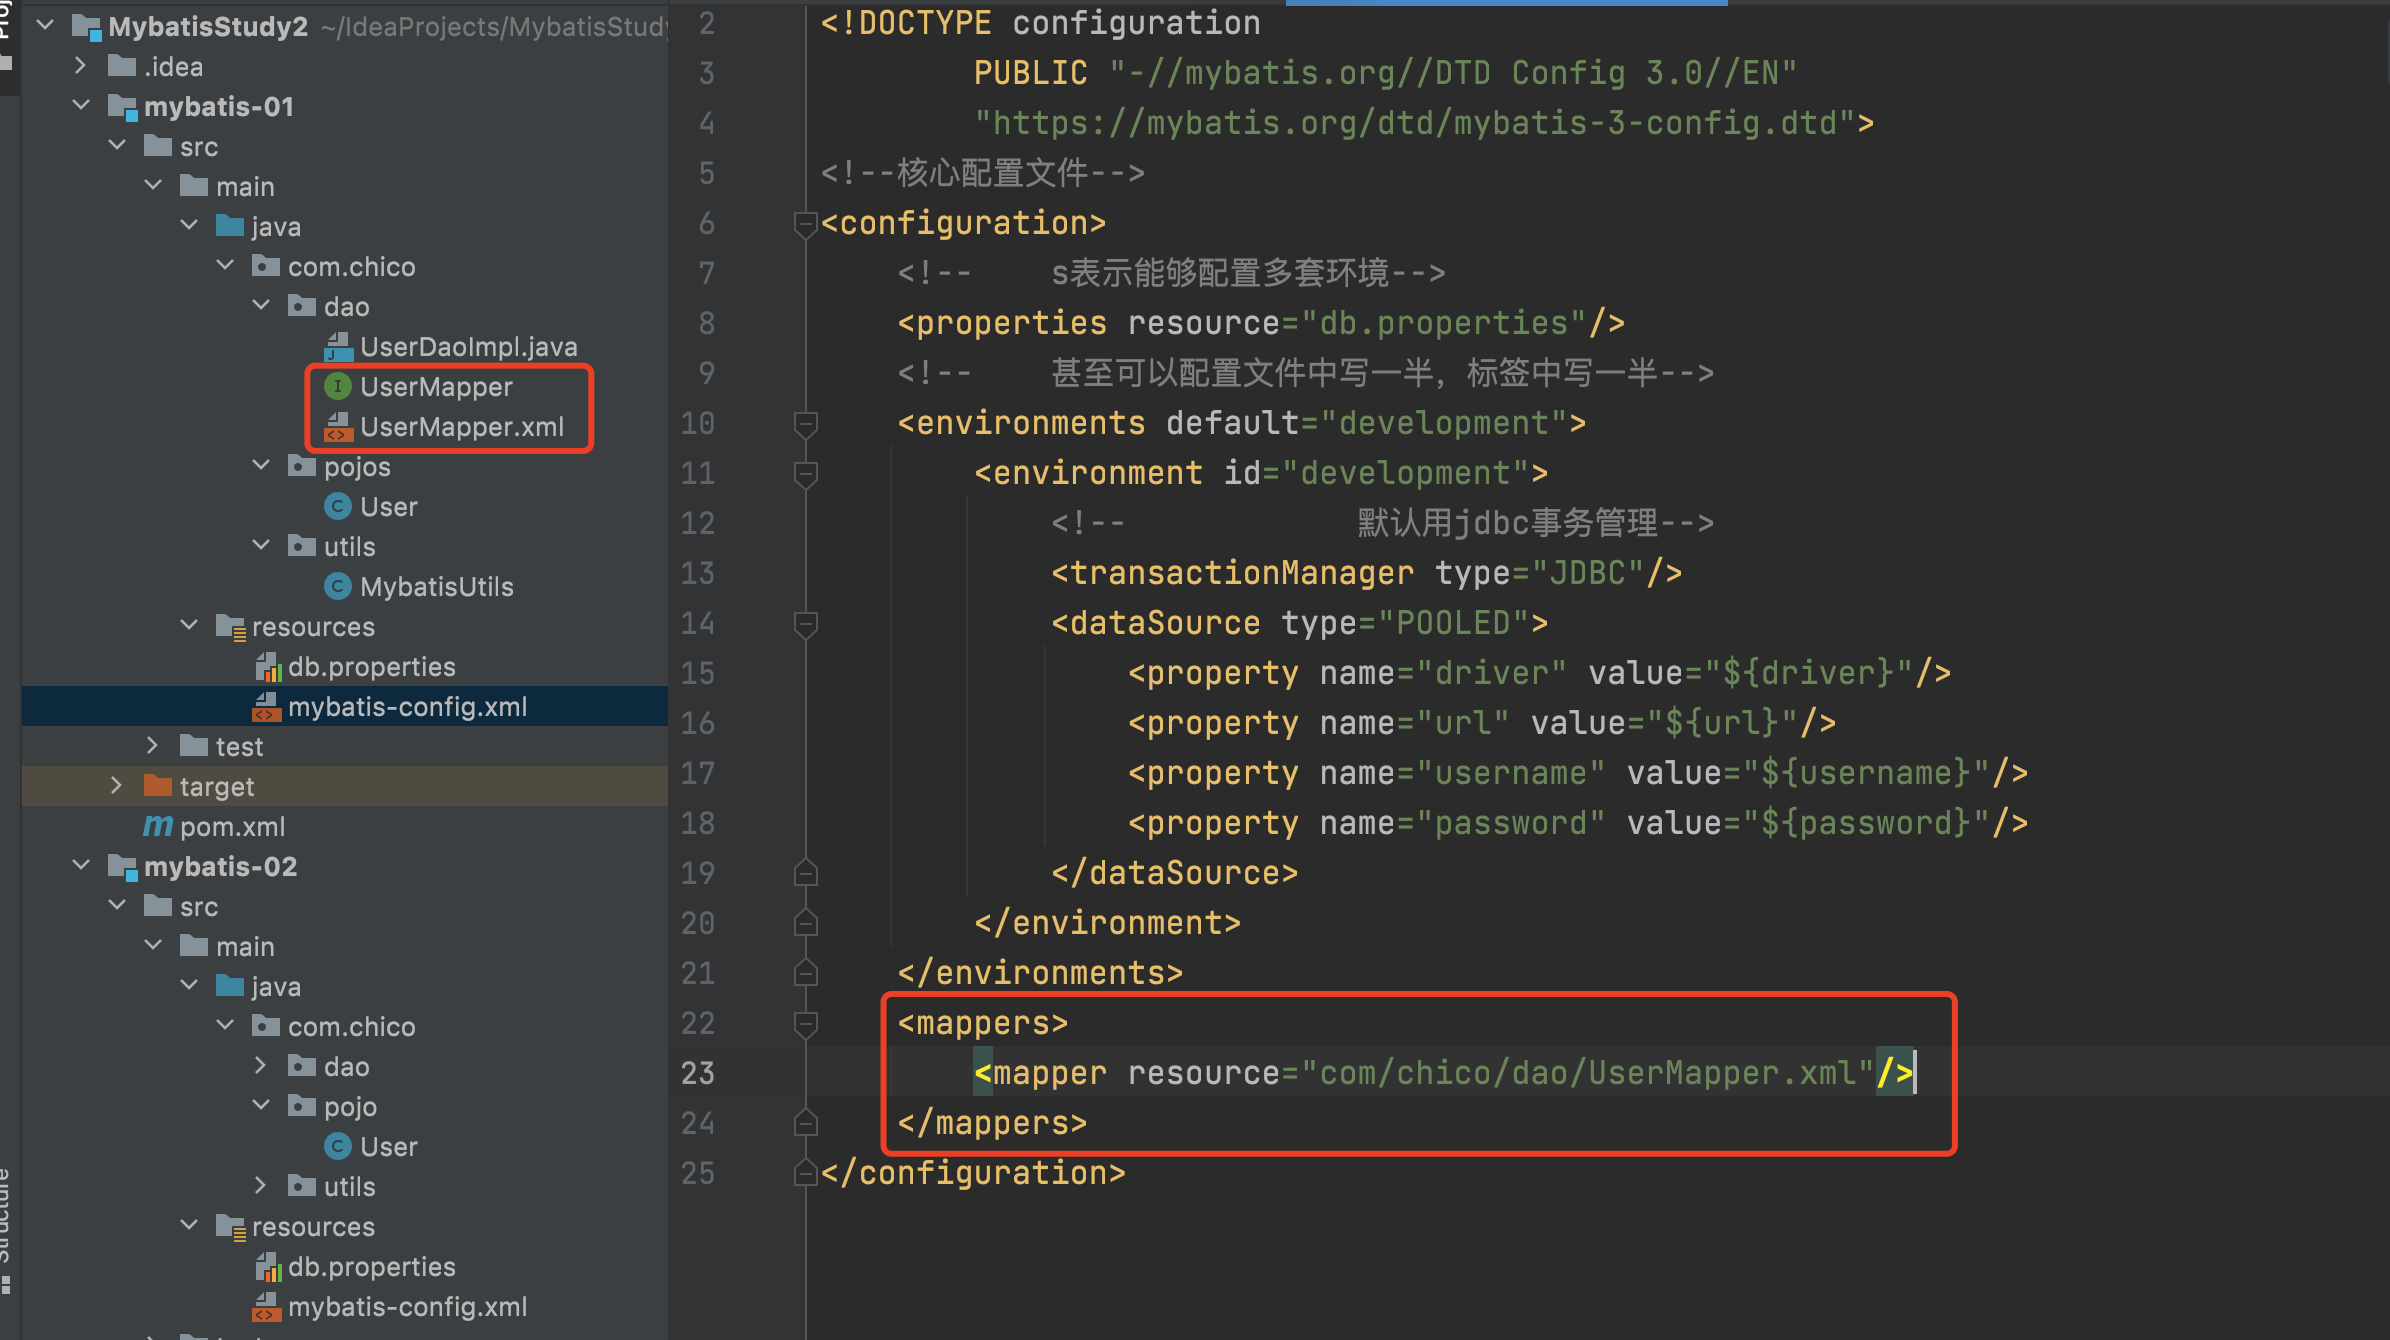 MybatisStudy2 ~/IdeaProjects/MybatisStudy
.idea
mybatis-01
src
main
java
com.chico
dao
UserDaoImpl.java
UserMapper
UserMapper.xml
pojos
User
utils
MybatisUtils
resources
db.properties
mybatis-config.xml
test
target
pom.xml
mybatis-02
src
main
java
com.chico
dao
pojo
User
utils
resources
db.properties
mybatis-config.xml
Structure
2 <!DOCTYPE configuration
3 PUBLIC "-//mybatis.org//DTD Config 3.0//EN"
4 "https://mybatis.org/dtd/mybatis-3-config.dtd">
5 <!--核心配置文件-->
6 <configuration>
7 <!-- s表示能够配置多套环境-->
8 <properties resource="db.properties"/>
9 <!-- 甚至可以配置文件中写一半，标签中写一半-->
10 <environments default="development">
11 <environment id="development">
12 <!-- 默认用jdbc事务管理-->
13 <transactionManager type="JDBC"/>
14 <dataSource type="POOLED">
15 <property name="driver" value="${driver}"/>
16 <property name="url" value="${url}"/>
17 <property name="username" value="${username}"/>
18 <property name="password" value="${password}"/>
19 </dataSource>
20 </environment>
21 </environments>
22 <mappers>
23 <mapper resource="com/chico/dao/UserMapper.xml"/>
24 </mappers>
25 </configuration>